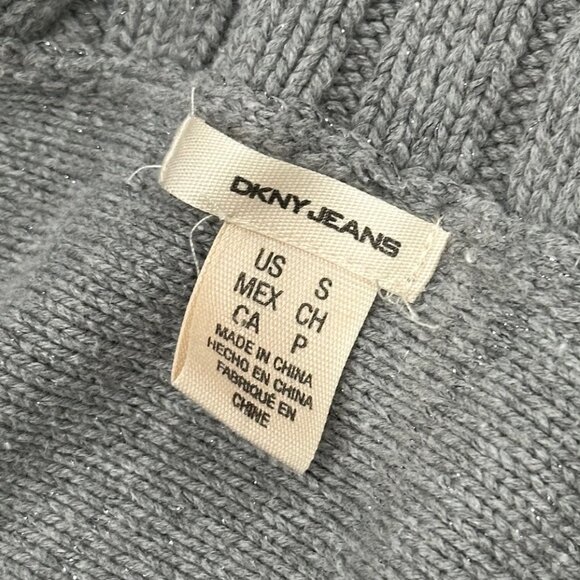 DKNY JEANS
US S
MEX CH
CA P
MADE IN CHINA
HECHO EN CHINA
FABRIQUÉ EN
CHINE